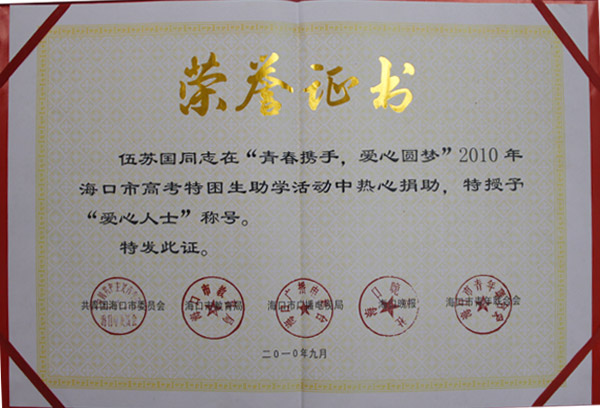 荣誉证书
伍苏国同志在“青春携手，爱心圆梦”2010年
海口市高考特困生助学活动中热心捐助，特授予
“爱心人士”称号。
特发此证。
共青团海口市委员会 海口市教育局 海口市广播电视局 海口晚报 海口市青年联合会
二〇一〇年九月